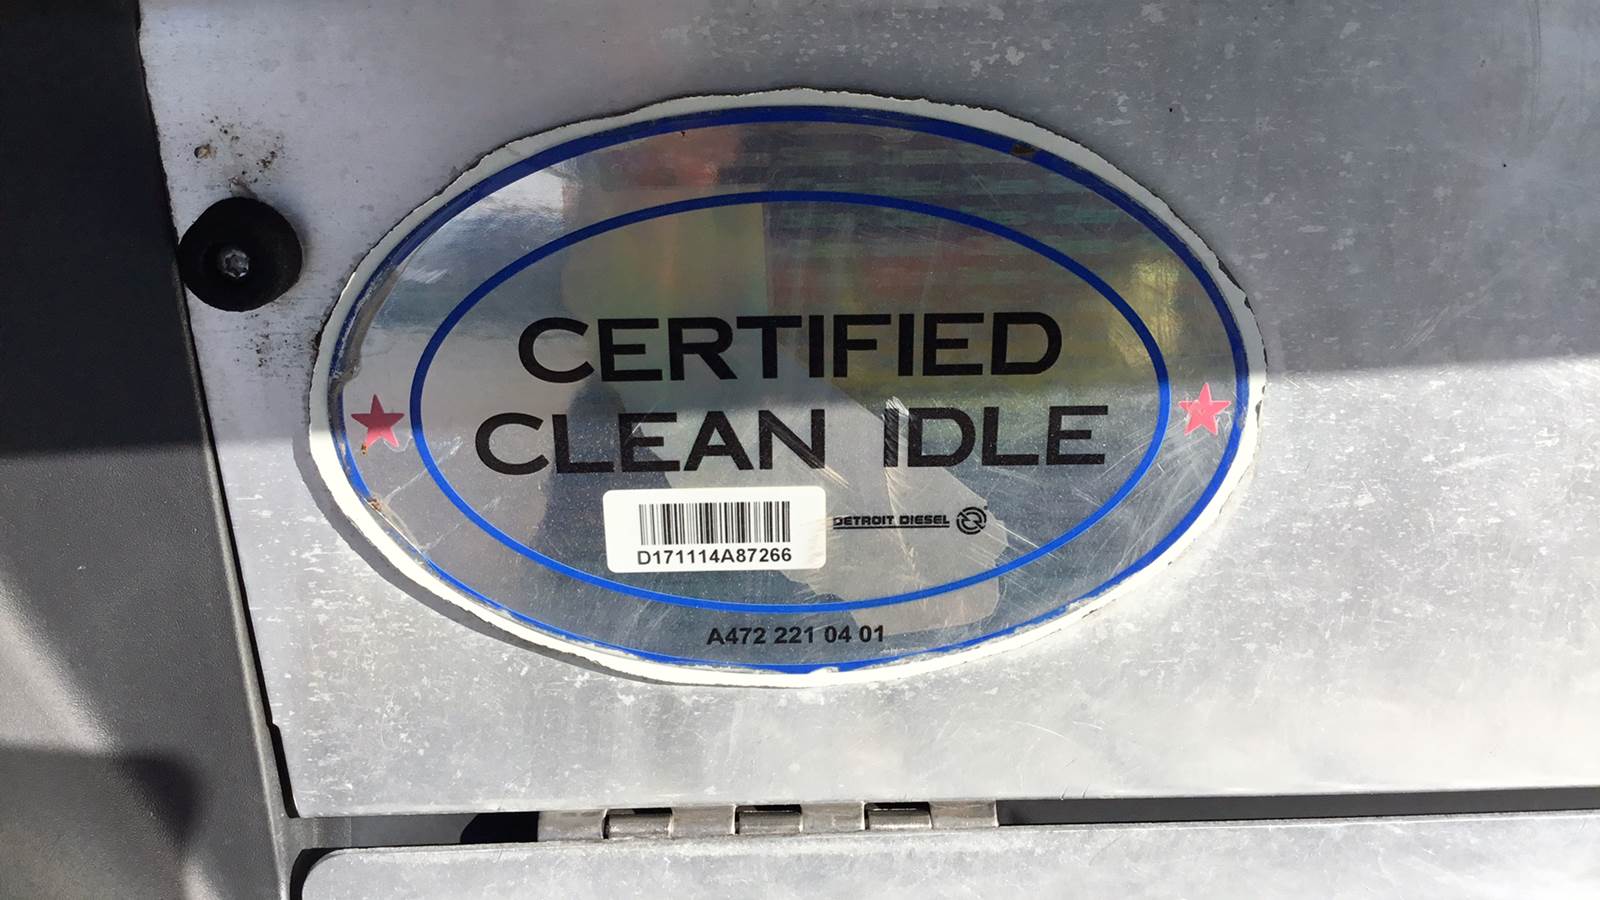 CERTIFIED
CLEAN IDLE
DETROIT DIESEL
D171114A87266
A472 221 04 01